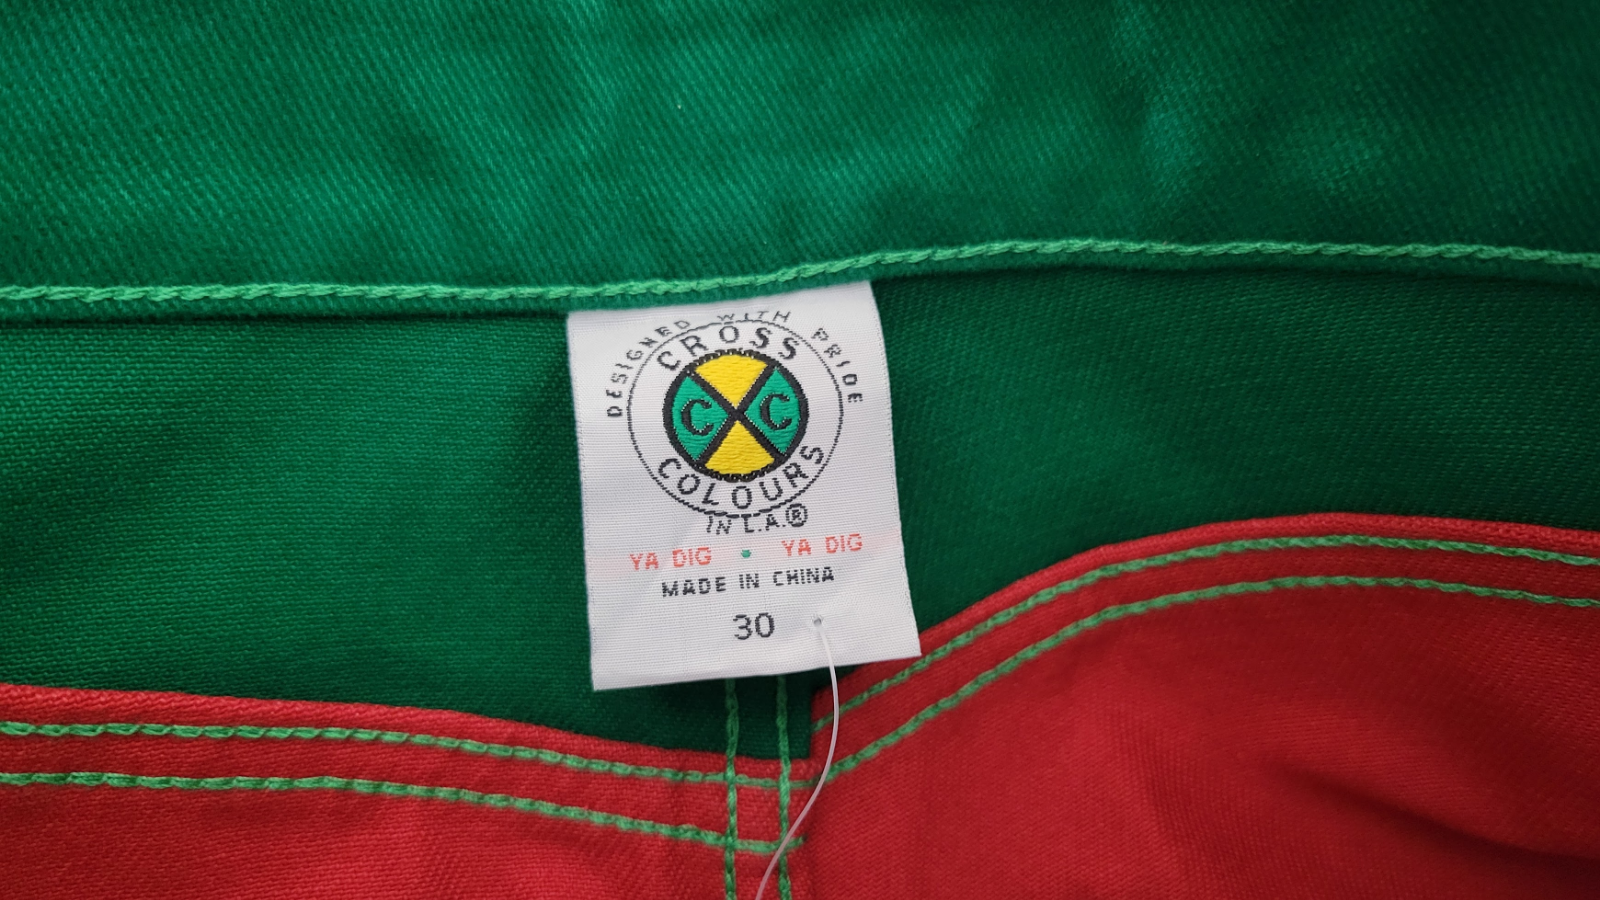 DESIGNED WITH PRIDE
CROSS
C C
COLOURS
IN L.A.®
YA DIG • YA DIG
MADE IN CHINA
30